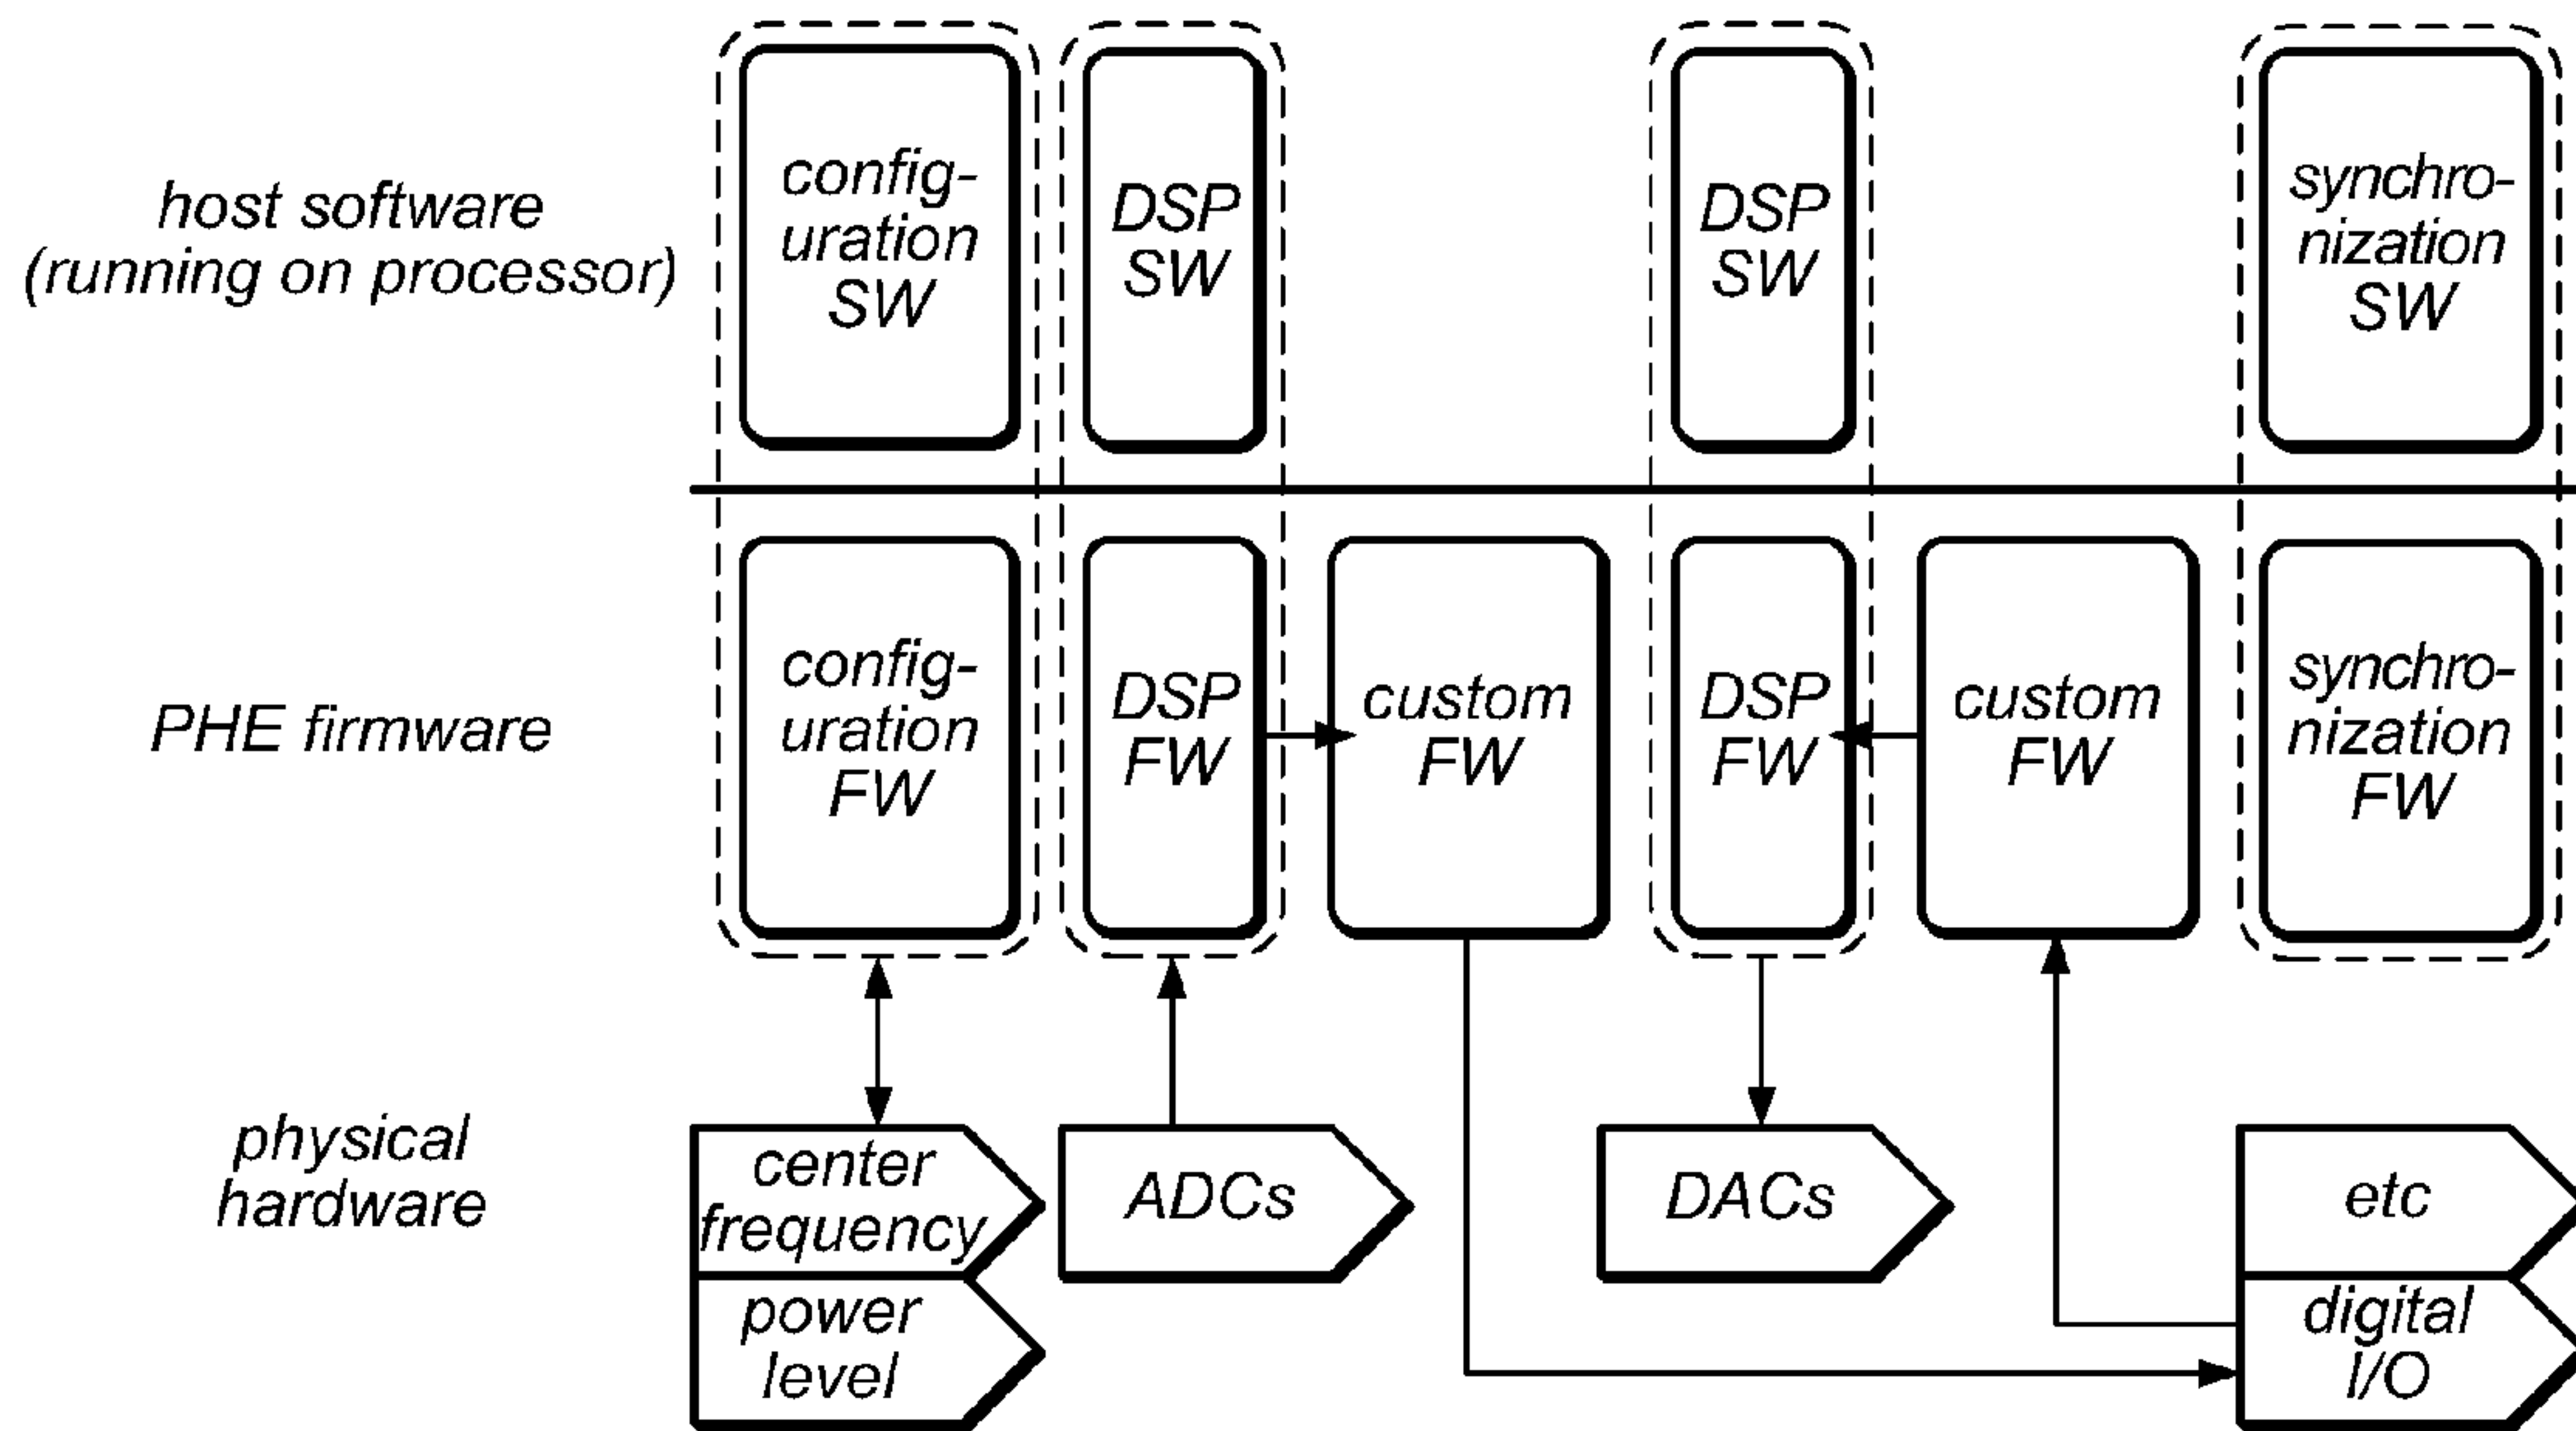 host software
(running on processor)
config-
uration
SW
DSP
SW
DSP
SW
synchro-
nization
SW
PHE firmware
config-
uration
FW
DSP
FW
custom
FW
DSP
FW
custom
FW
synchro-
nization
FW
physical
hardware
center
frequency
power
level
ADCs
DACs
etc
digital
I/O